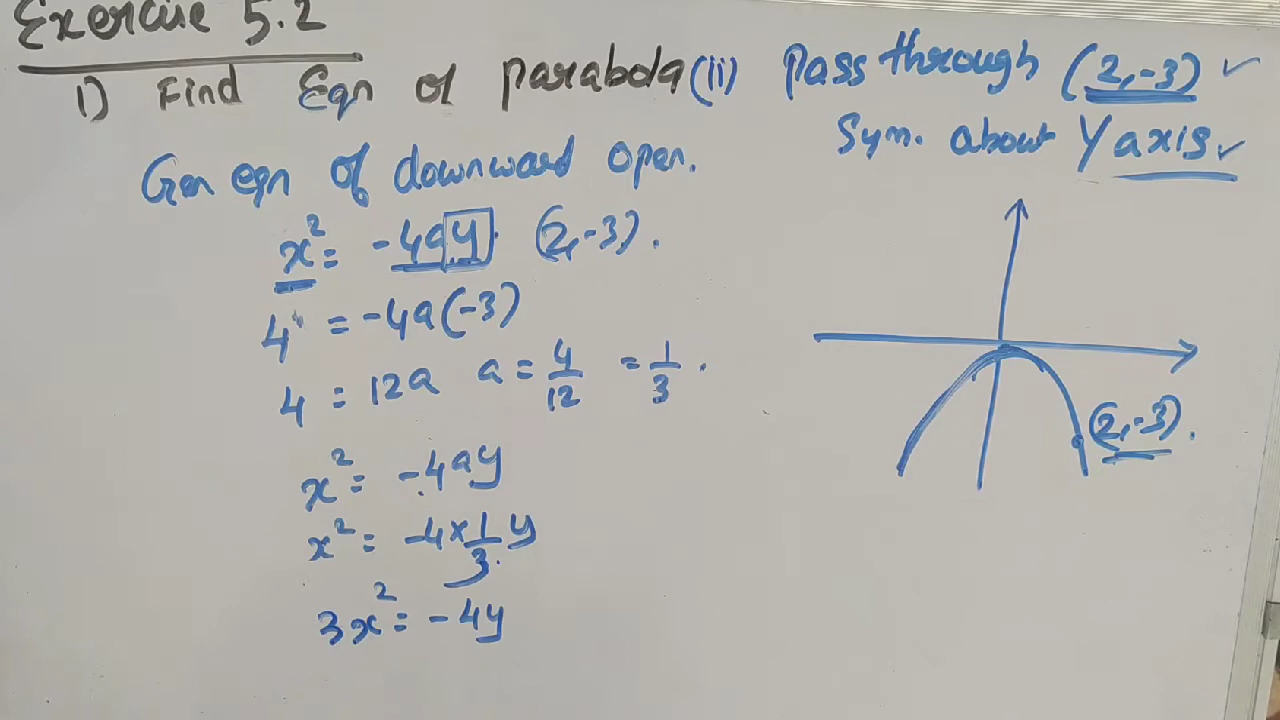 Exercise 5.2
1) Find Eqn of parabola (ii) Pass through (2,-3) ✓
Sym. about Y axis ✓
Gen eqn of downward open.
x² = -4ay. (2,-3).
4 = -4a(-3)
4 = 12a a = 4/12 = 1/3.
(2,-3).
x² = -4ay
x² = -4×1/3 y
3x² = -4y